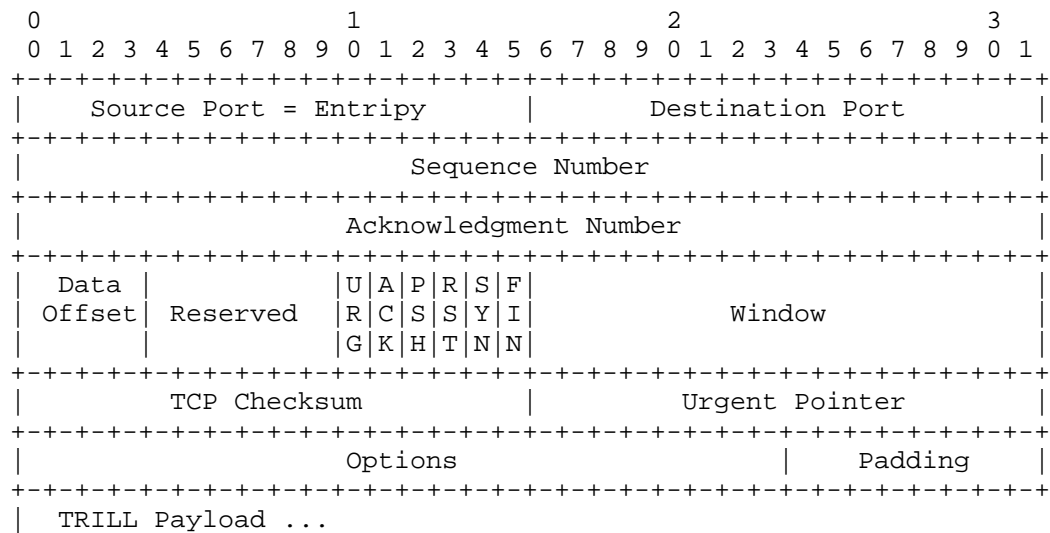 0                   1                   2                   3
0 1 2 3 4 5 6 7 8 9 0 1 2 3 4 5 6 7 8 9 0 1 2 3 4 5 6 7 8 9 0 1
+-+-+-+-+-+-+-+-+-+-+-+-+-+-+-+-+-+-+-+-+-+-+-+-+-+-+-+-+-+-+-+-+
|    Source Port = Entripy      |       Destination Port        |
+-+-+-+-+-+-+-+-+-+-+-+-+-+-+-+-+-+-+-+-+-+-+-+-+-+-+-+-+-+-+-+-+
|                        Sequence Number                        |
+-+-+-+-+-+-+-+-+-+-+-+-+-+-+-+-+-+-+-+-+-+-+-+-+-+-+-+-+-+-+-+-+
|                    Acknowledgment Number                      |
+-+-+-+-+-+-+-+-+-+-+-+-+-+-+-+-+-+-+-+-+-+-+-+-+-+-+-+-+-+-+-+-+
|  Data |           |U|A|P|R|S|F|                               |
| Offset| Reserved  |R|C|S|S|Y|I|            Window             |
|       |           |G|K|H|T|N|N|                               |
+-+-+-+-+-+-+-+-+-+-+-+-+-+-+-+-+-+-+-+-+-+-+-+-+-+-+-+-+-+-+-+-+
|         TCP Checksum          |         Urgent Pointer        |
+-+-+-+-+-+-+-+-+-+-+-+-+-+-+-+-+-+-+-+-+-+-+-+-+-+-+-+-+-+-+-+-+
|                    Options                    |    Padding    |
+-+-+-+-+-+-+-+-+-+-+-+-+-+-+-+-+-+-+-+-+-+-+-+-+-+-+-+-+-+-+-+-+
|  TRILL Payload ...